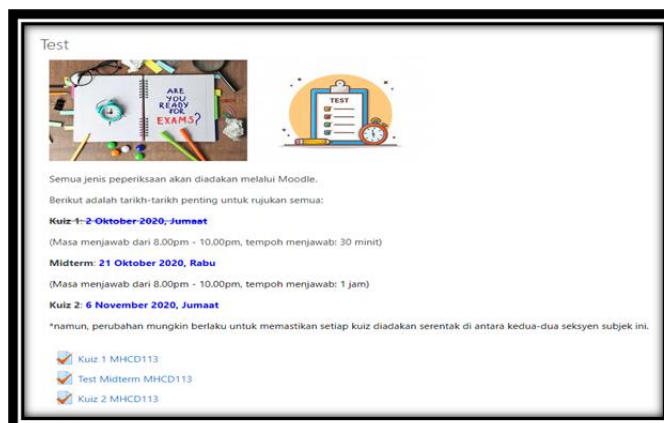 Test
ARE
YOU
READY
FOR
EXAMS?
TEST
Semua jenis peperiksaan akan diadakan melalui Moodle.
Berikut adalah tarikh-tarikh penting untuk rujukan semua:
Kuiz 1: 2 Oktober 2020, Jumaat
(Masa menjawab dari 8.00pm - 10.00pm, tempoh menjawab: 30 minit)
Midterm: 21 Oktober 2020, Rabu
(Masa menjawab dari 8.00pm - 10.00pm, tempoh menjawab: 1 jam)
Kuiz 2: 6 November 2020, Jumaat
*namun, perubahan mungkin berlaku untuk memastikan setiap kuiz diadakan serentak di antara kedua-dua seksyen subjek ini.
Kuiz 1 MHCD113
Test Midterm MHCD113
Kuiz 2 MHCD113